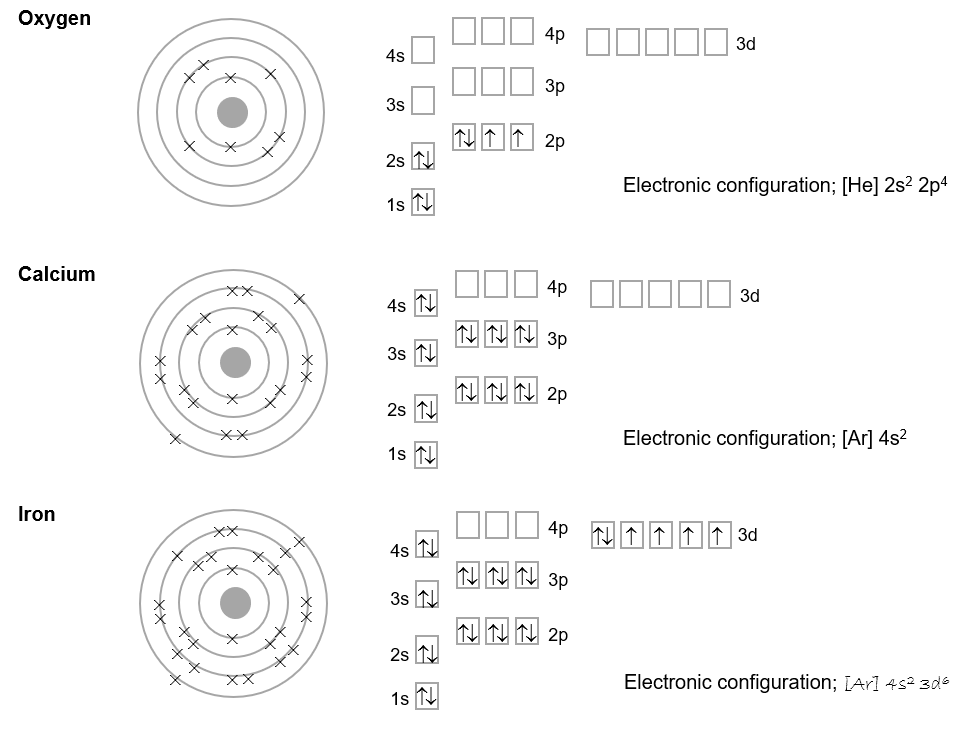 Oxygen
4s
4p
3d
3s
3p
2s
2p
1s
Electronic configuration; [He] 2s² 2p⁴
Calcium
4s
4p
3d
3s
3p
2s
2p
1s
Electronic configuration; [Ar] 4s²
Iron
4s
4p
3d
3s
3p
2s
2p
1s
Electronic configuration; [Ar] 4s² 3d⁶